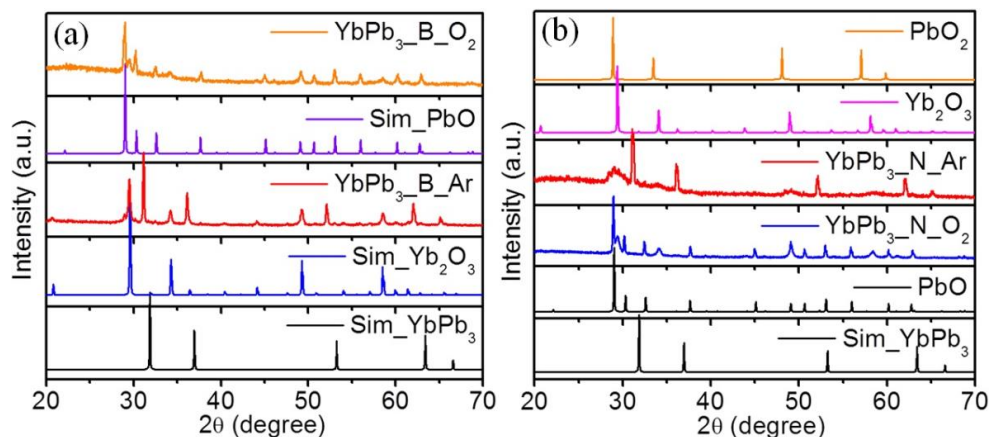 (a)
YbPb₃_B_O₂
Sim_PbO
YbPb₃_B_Ar
Sim_Yb₂O₃
Sim_YbPb₃
Intensity (a.u.)
20 30 40 50 60 70
2θ (degree)
(b)
PbO₂
Yb₂O₃
YbPb₃_N_Ar
YbPb₃_N_O₂
PbO
Sim_YbPb₃
Intensity (a.u.)
20 30 40 50 60 70
2θ (degree)